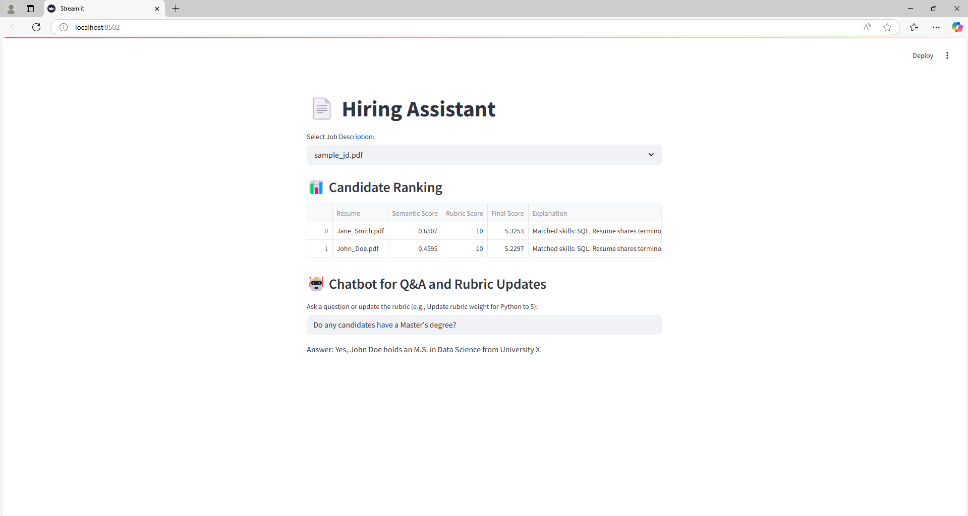 Streamlit
localhost:8502
Deploy
Hiring Assistant
Select Job Description:
sample_jd.pdf
Candidate Ranking
Resume Semantic Score Rubric Score Final Score Explanation
0 Jane_Smith.pdf 0.6507 10 5.3253 Matched skills: SQL. Resume shares termino
1 John_Doe.pdf 0.4595 10 5.2297 Matched skills: SQL. Resume shares termino
Chatbot for Q&A and Rubric Updates
Ask a question or update the rubric (e.g., Update rubric weight for Python to 5):
Do any candidates have a Master's degree?
Answer: Yes, John Doe holds an M.S. in Data Science from University X.